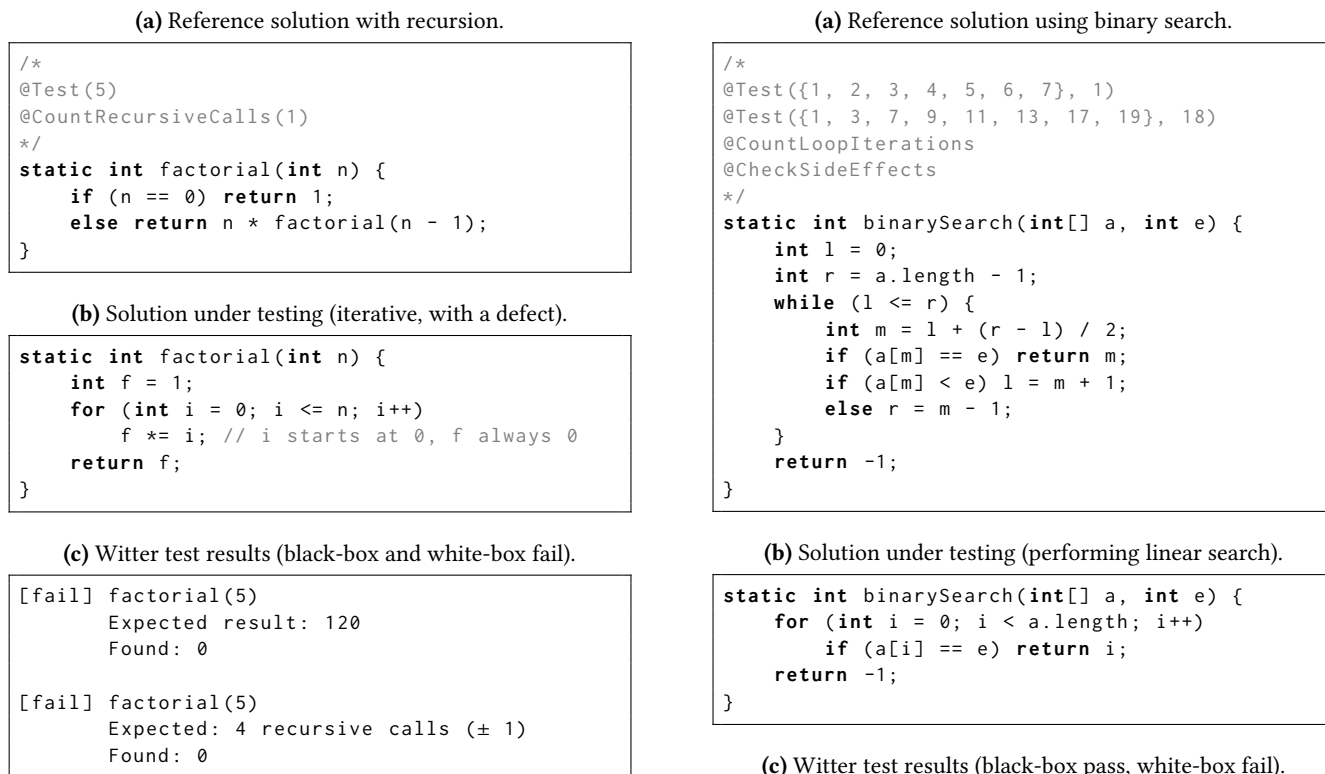 (a) Reference solution with recursion.
/*
@Test(5)
@CountRecursiveCalls(1)
*/
static int factorial(int n) {
    if (n == 0) return 1;
    else return n * factorial(n - 1);
}
(b) Solution under testing (iterative, with a defect).
static int factorial(int n) {
    int f = 1;
    for (int i = 0; i <= n; i++)
        f *= i; // i starts at 0, f always 0
    return f;
}
(c) Witter test results (black-box and white-box fail).
[fail] factorial(5)
       Expected result: 120
       Found: 0

[fail] factorial(5)
       Expected: 4 recursive calls (± 1)
       Found: 0
(a) Reference solution using binary search.
/*
@Test({1, 2, 3, 4, 5, 6, 7}, 1)
@Test({1, 3, 7, 9, 11, 13, 17, 19}, 18)
@CountLoopIterations
@CheckSideEffects
*/
static int binarySearch(int[] a, int e) {
    int l = 0;
    int r = a.length - 1;
    while (l <= r) {
        int m = l + (r - l) / 2;
        if (a[m] == e) return m;
        if (a[m] < e) l = m + 1;
        else r = m - 1;
    }
    return -1;
}
(b) Solution under testing (performing linear search).
static int binarySearch(int[] a, int e) {
    for (int i = 0; i < a.length; i++)
        if (a[i] == e) return i;
    return -1;
}
(c) Witter test results (black-box pass, white-box fail).